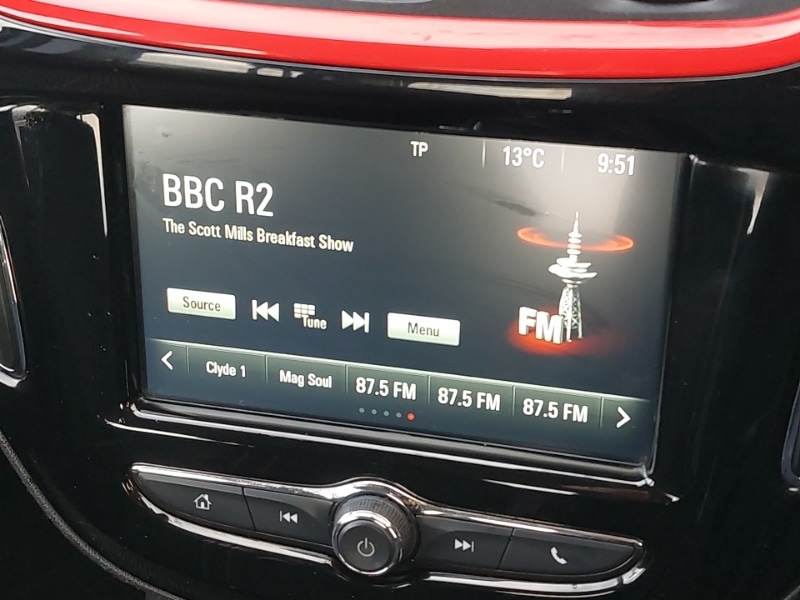 TP 13°C 9:51
BBC R2
The Scott Mills Breakfast Show
FM
Source Tune Menu
Clyde 1 Mag Soul 87.5 FM 87.5 FM 87.5 FM